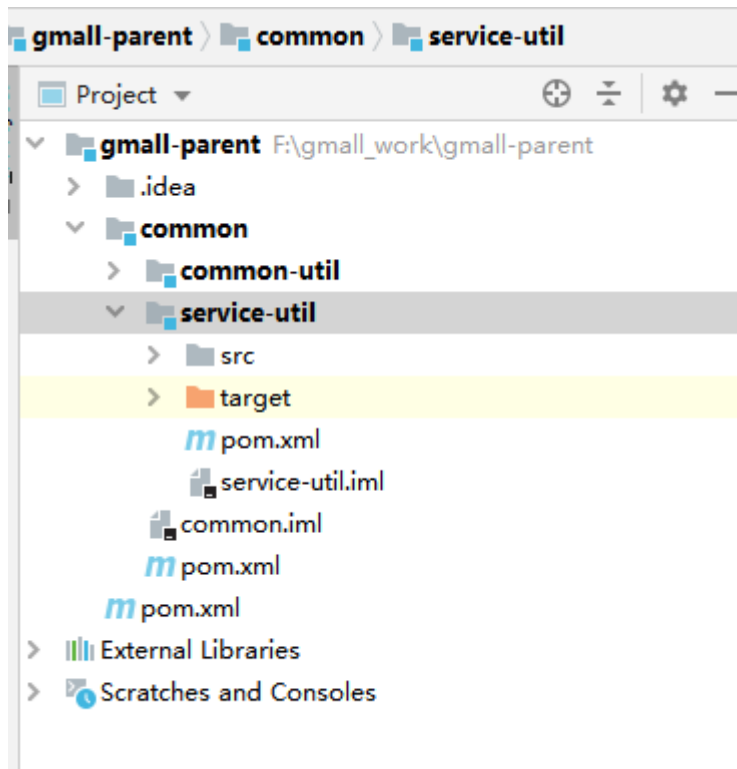 gmall-parent common service-util
Project
gmall-parent F:\gmall_work\gmall-parent
.idea
common
common-util
service-util
src
target
pom.xml
service-util.iml
common.iml
pom.xml
pom.xml
External Libraries
Scratches and Consoles